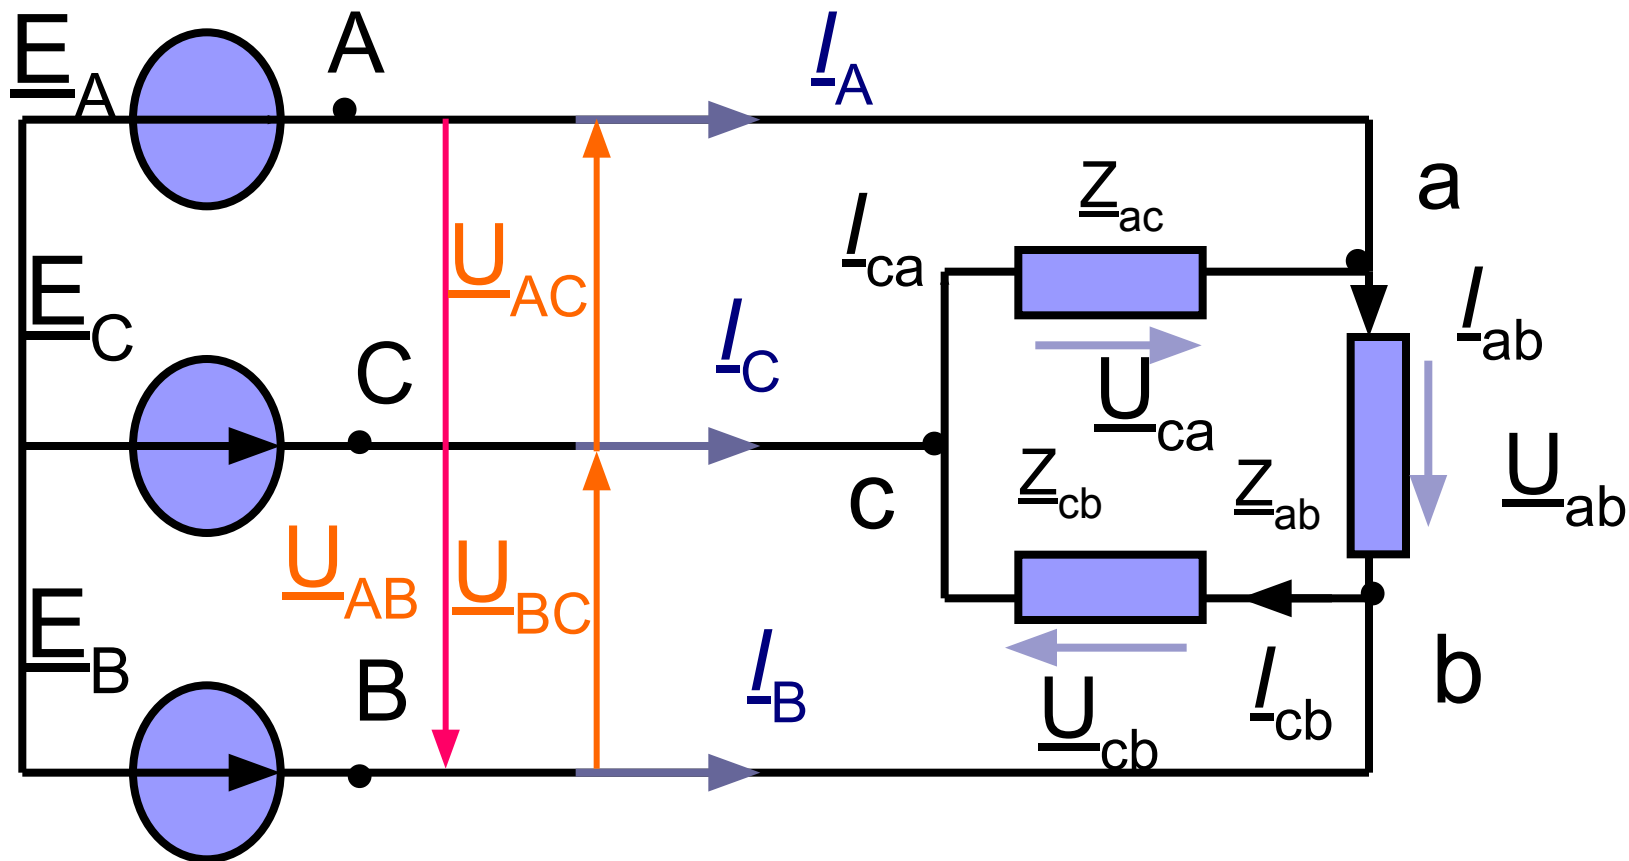 E_A
A
I_A
a
Z_ac
I_ca
U_AC
E_C
I_ab
I_C
C
U_ca
U_ab
c
Z_cb
Z_ab
U_AB
U_BC
E_B
B
I_B
b
U_cb
I_cb